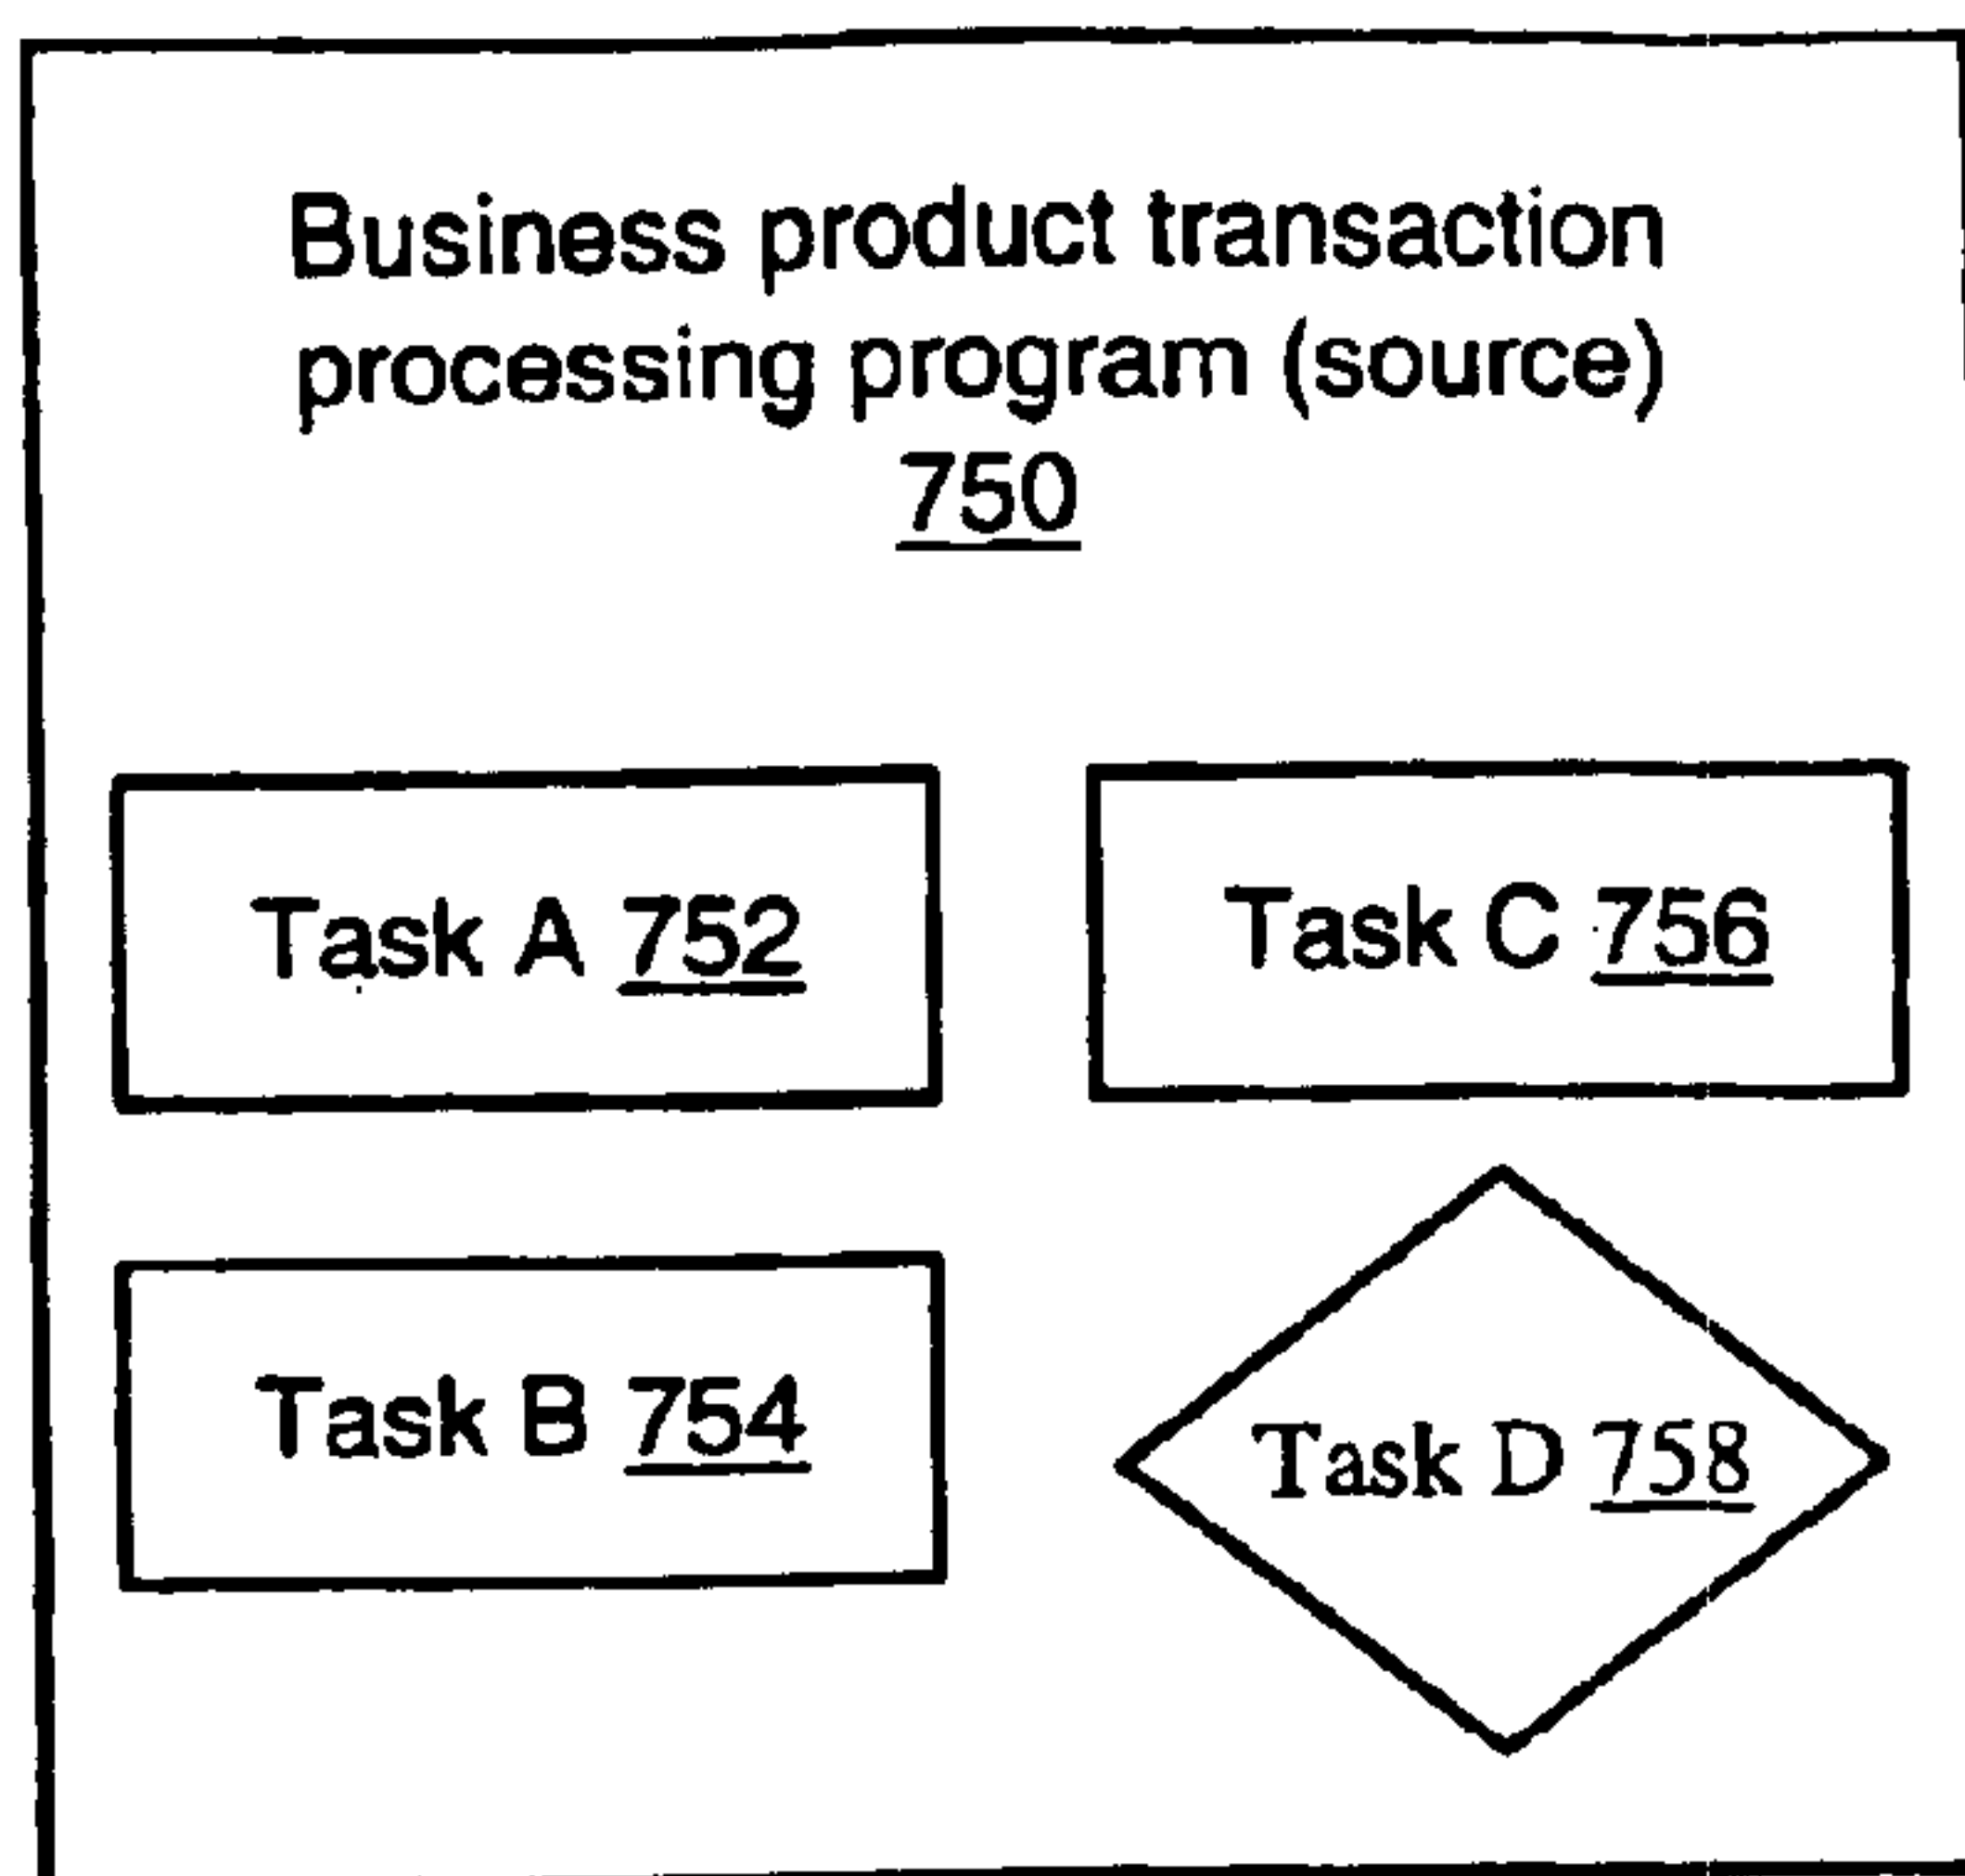 Business product transaction
processing program (source)
750
Task A 752
Task C 756
Task B 754
Task D 758